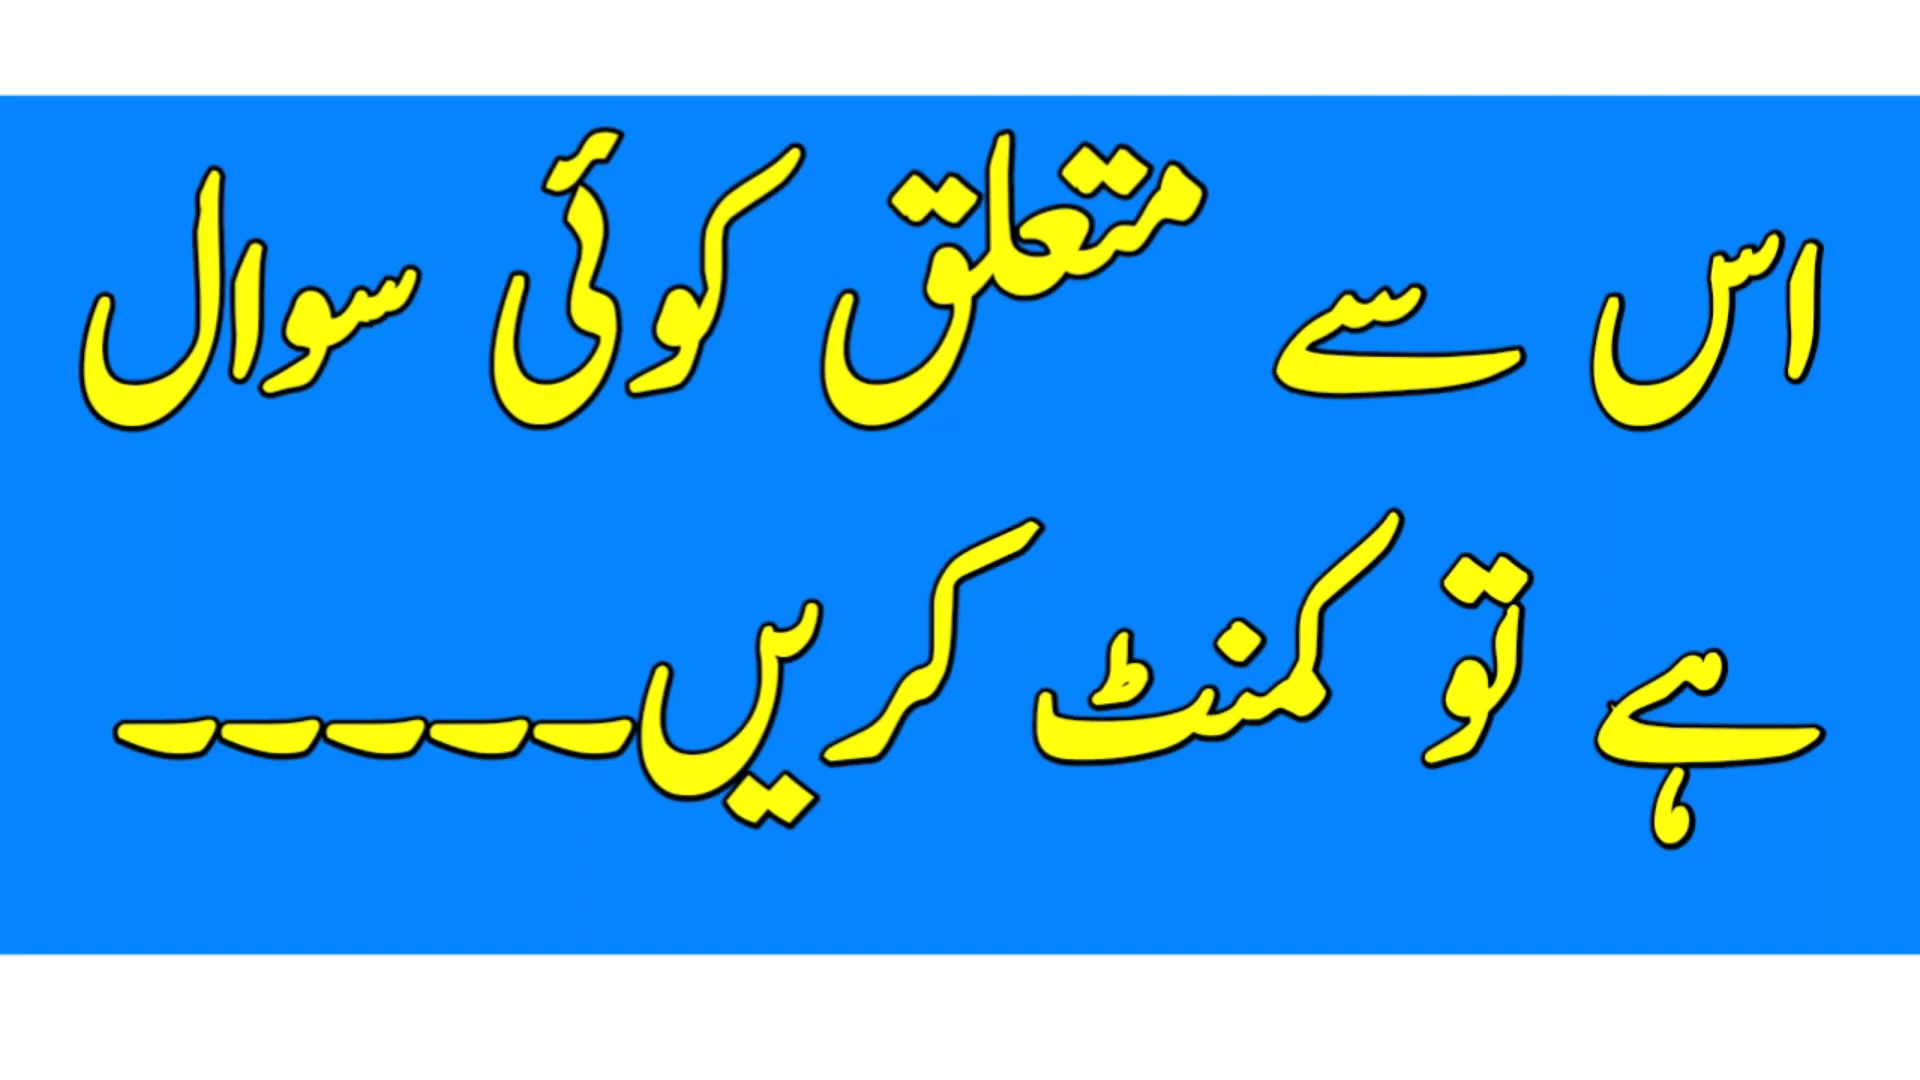 اس سے متعلق کوئی سوال
ہے تو کمنٹ کریں۔۔۔۔۔